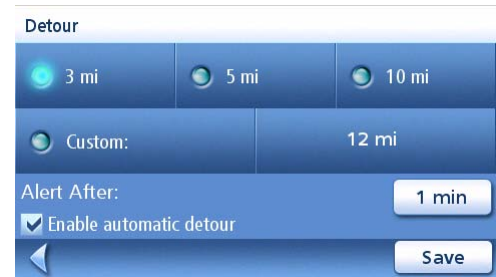 Detour
3 mi 5 mi 10 mi
Custom: 12 mi
Alert After: 1 min
Enable automatic detour
Save